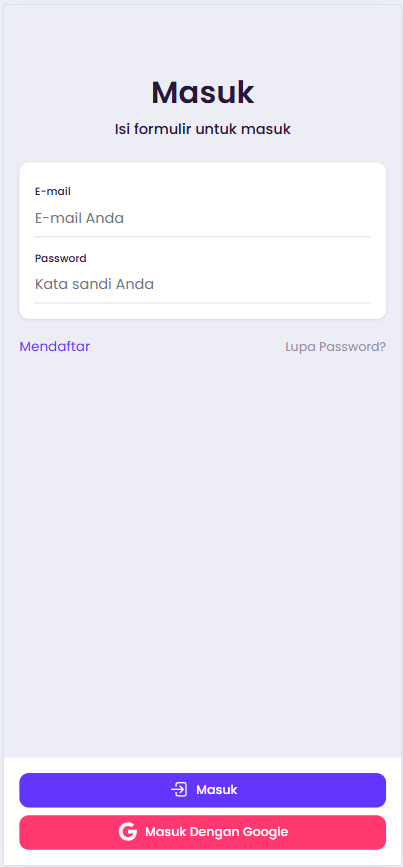 Masuk
Isi formulir untuk masuk
E-mail
E-mail Anda
Password
Kata sandi Anda
Mendaftar
Lupa Password?
Masuk
Masuk Dengan Google